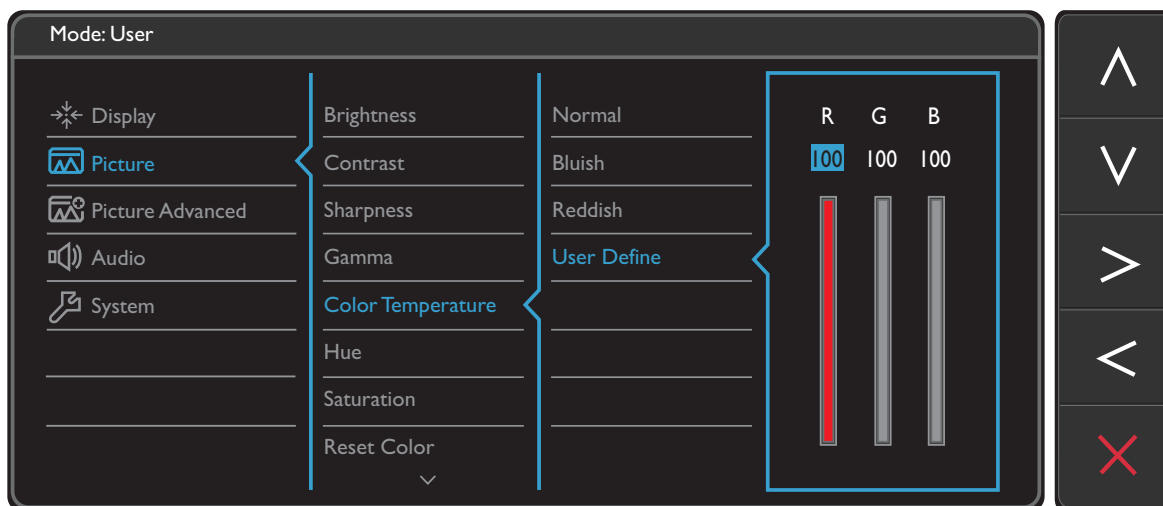 Mode: User
Display
Picture
Picture Advanced
Audio
System
Brightness
Contrast
Sharpness
Gamma
Color Temperature
Hue
Saturation
Reset Color
Normal
Bluish
Reddish
User Define
R G B
100 100 100